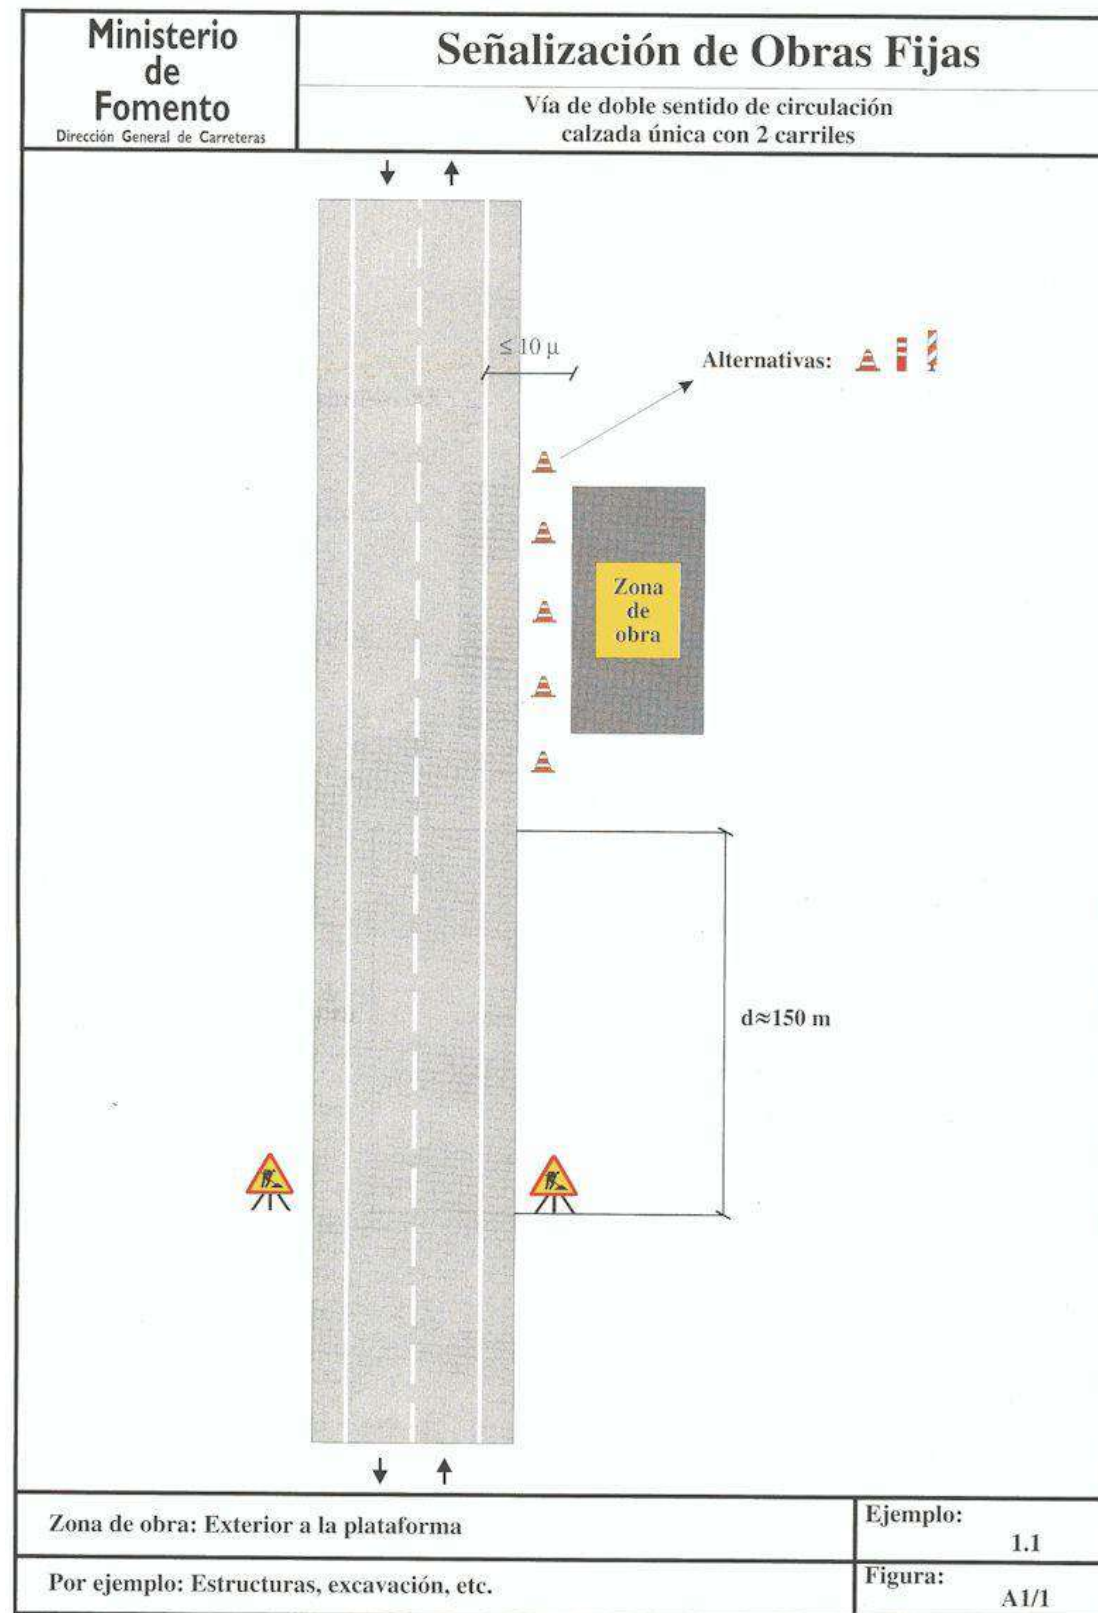 Ministerio
de
Fomento
Dirección General de Carreteras
Señalización de Obras Fijas
Vía de doble sentido de circulación
calzada única con 2 carriles
≤ 10 µ
Alternativas:
Zona
de
obra
d≈150 m
Zona de obra: Exterior a la plataforma
Ejemplo:
1.1
Por ejemplo: Estructuras, excavación, etc.
Figura:
A1/1